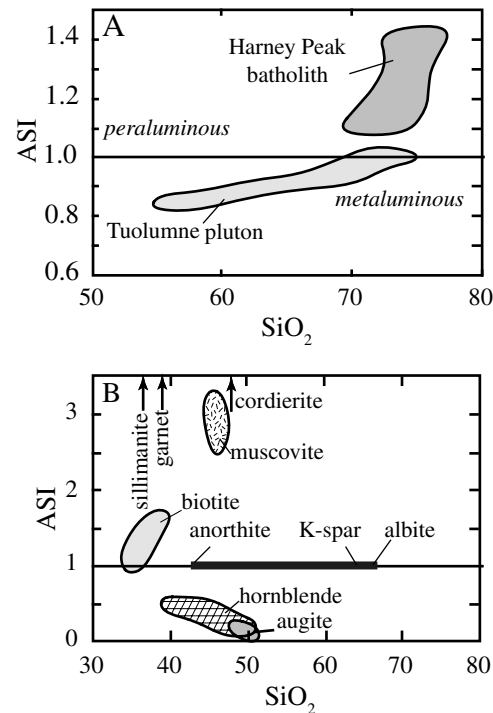 A
1.4
1.2
1.0
0.8
0.6
ASI
Harney Peak
batholith
peraluminous
metaluminous
Tuolumne pluton
50 60 70 80
SiO₂
B
3
2
1
0
ASI
sillimanite
garnet
cordierite
muscovite
biotite
anorthite K-spar albite
hornblende
augite
30 40 50 60 70 80
SiO₂